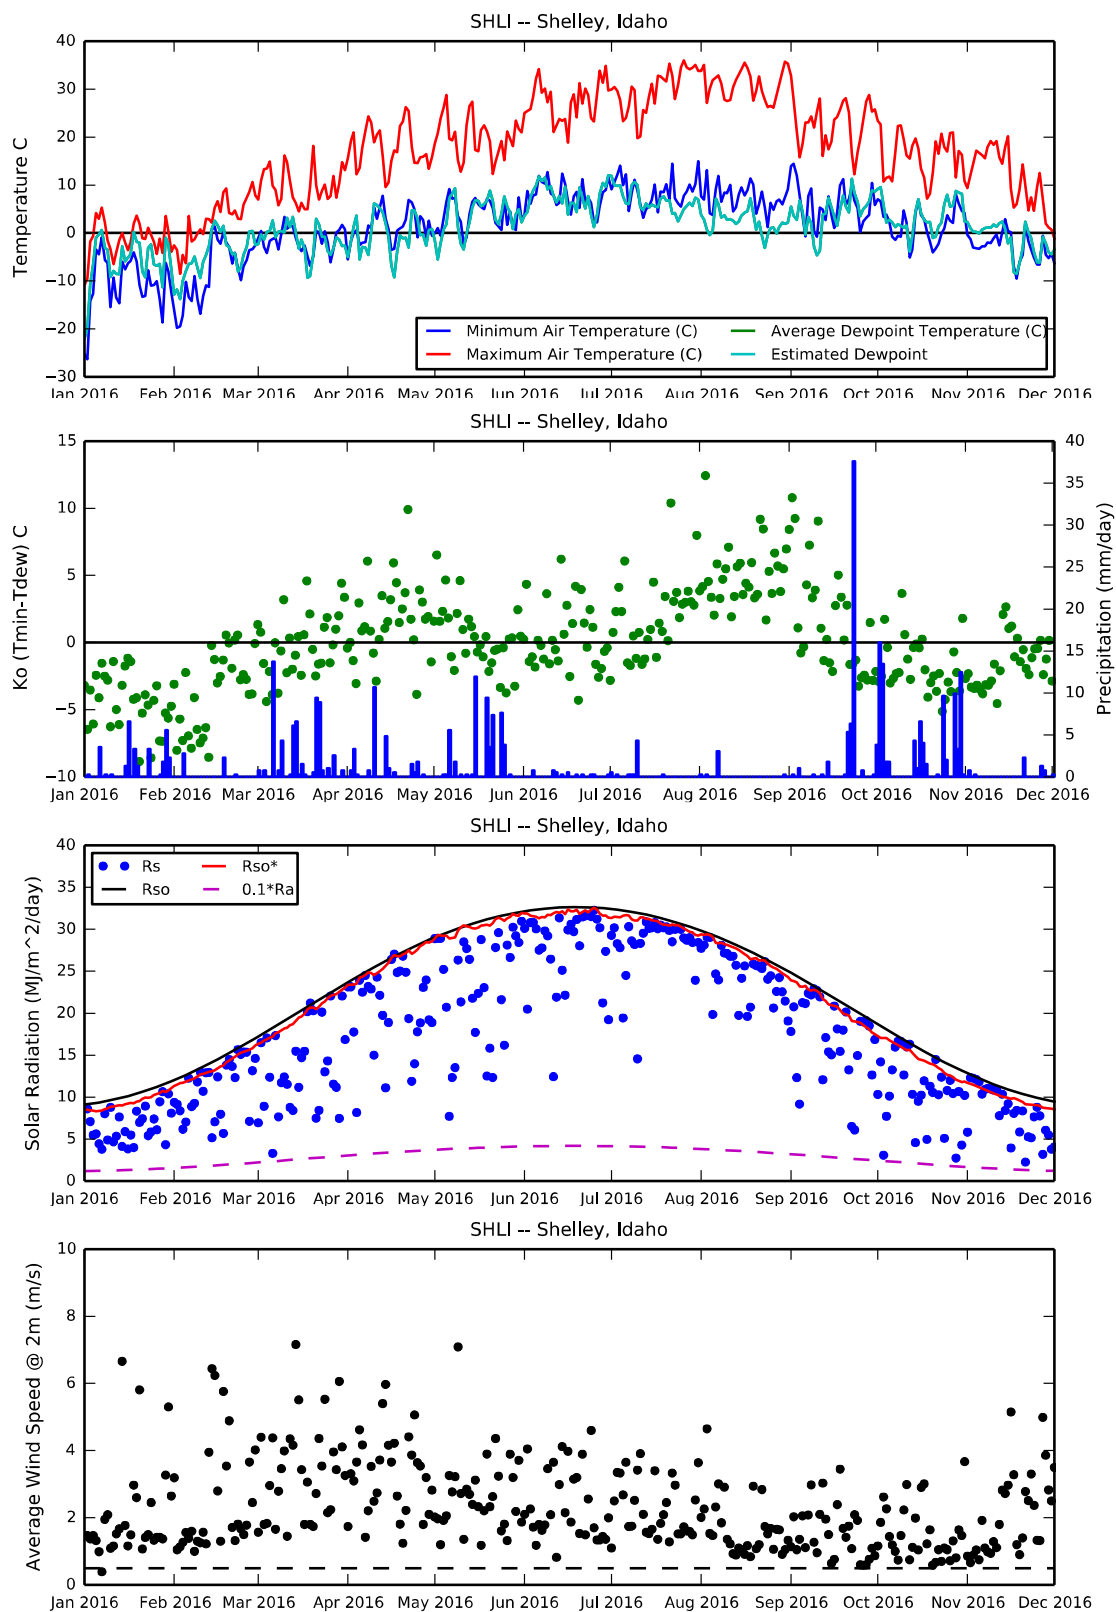 SHLI -- Shelley, Idaho
40
30
20
10
0
−10
−20
−30
Temperature C
Minimum Air Temperature (C)
Maximum Air Temperature (C)
Average Dewpoint Temperature (C)
Estimated Dewpoint
Jan 2016 Feb 2016 Mar 2016 Apr 2016 May 2016 Jun 2016 Jul 2016 Aug 2016 Sep 2016 Oct 2016 Nov 2016 Dec 2016
SHLI -- Shelley, Idaho
15
10
5
0
−5
−10
Ko (Tmin-Tdew) C
40
35
30
25
20
15
10
5
0
Precipitation (mm/day)
Jan 2016 Feb 2016 Mar 2016 Apr 2016 May 2016 Jun 2016 Jul 2016 Aug 2016 Sep 2016 Oct 2016 Nov 2016 Dec 2016
SHLI -- Shelley, Idaho
40
35
30
25
20
15
10
5
0
Solar Radiation (MJ/m^2/day)
Rs
Rso
Rso*
0.1*Ra
Jan 2016 Feb 2016 Mar 2016 Apr 2016 May 2016 Jun 2016 Jul 2016 Aug 2016 Sep 2016 Oct 2016 Nov 2016 Dec 2016
SHLI -- Shelley, Idaho
10
8
6
4
2
0
Average Wind Speed @ 2m (m/s)
Jan 2016 Feb 2016 Mar 2016 Apr 2016 May 2016 Jun 2016 Jul 2016 Aug 2016 Sep 2016 Oct 2016 Nov 2016 Dec 2016